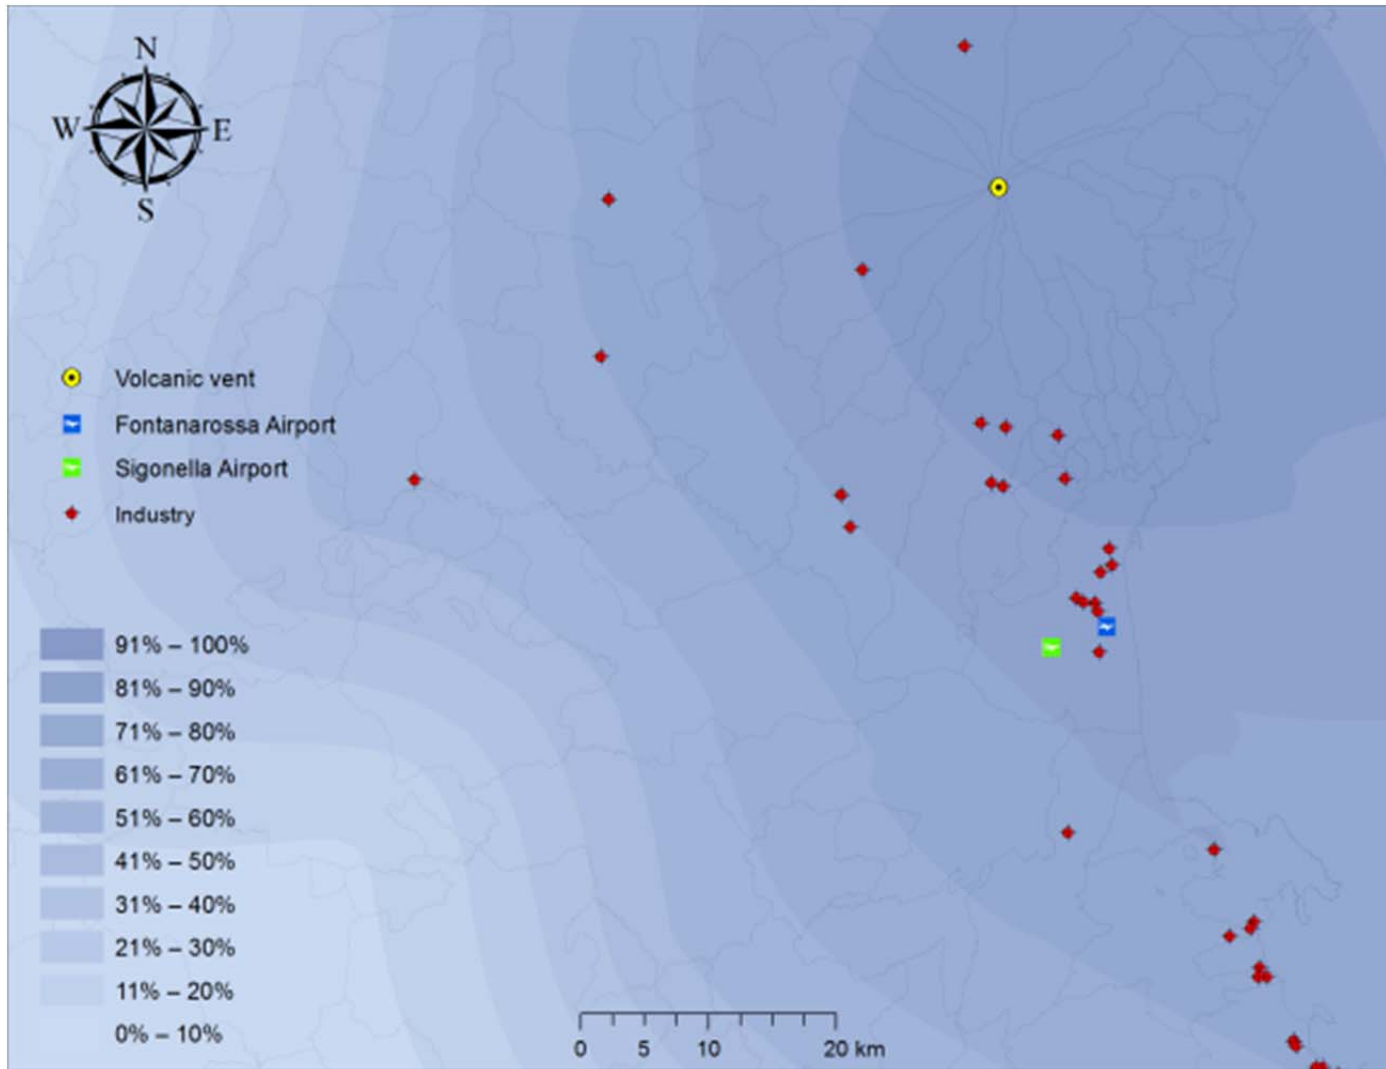 N
W E
S
Volcanic vent
Fontanarossa Airport
Sigonella Airport
Industry
91% – 100%
81% – 90%
71% – 80%
61% – 70%
51% – 60%
41% – 50%
31% – 40%
21% – 30%
11% – 20%
0% – 10%
0 5 10 20 km